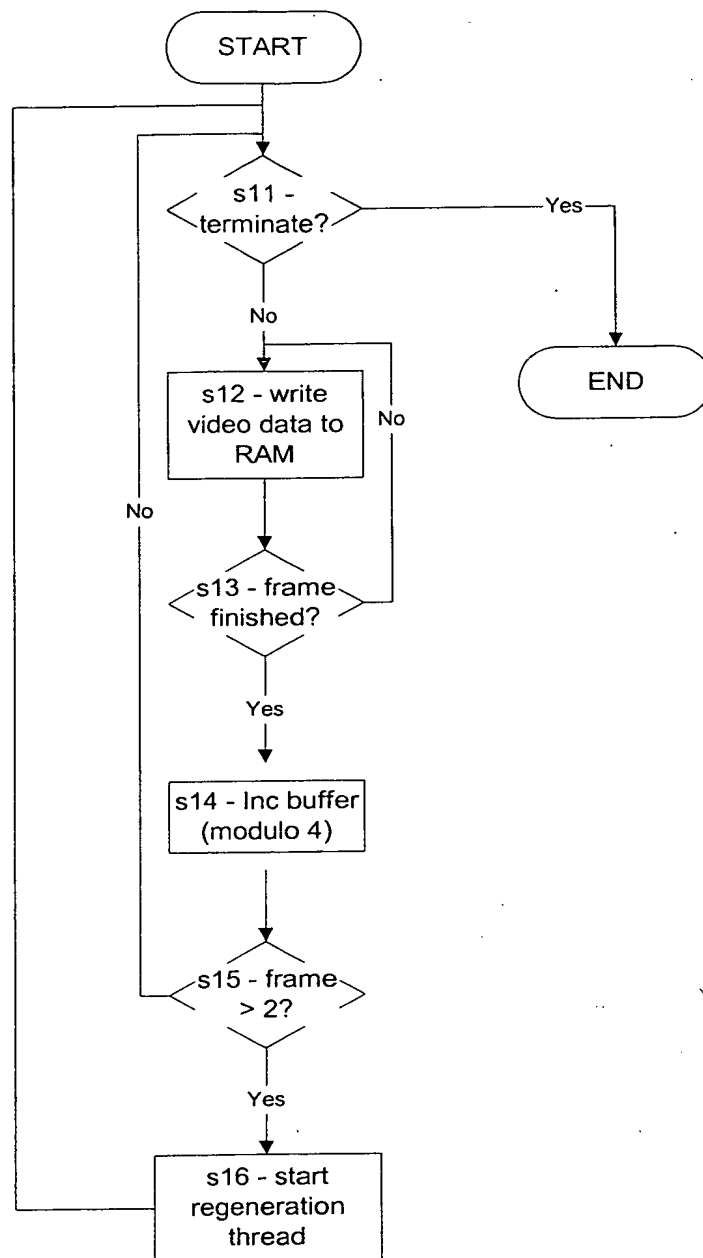 START
s11 -
terminate?
Yes
No
END
s12 - write
video data to
RAM
No
No
s13 - frame
finished?
Yes
s14 - Inc buffer
(modulo 4)
s15 - frame
> 2?
Yes
s16 - start
regeneration
thread